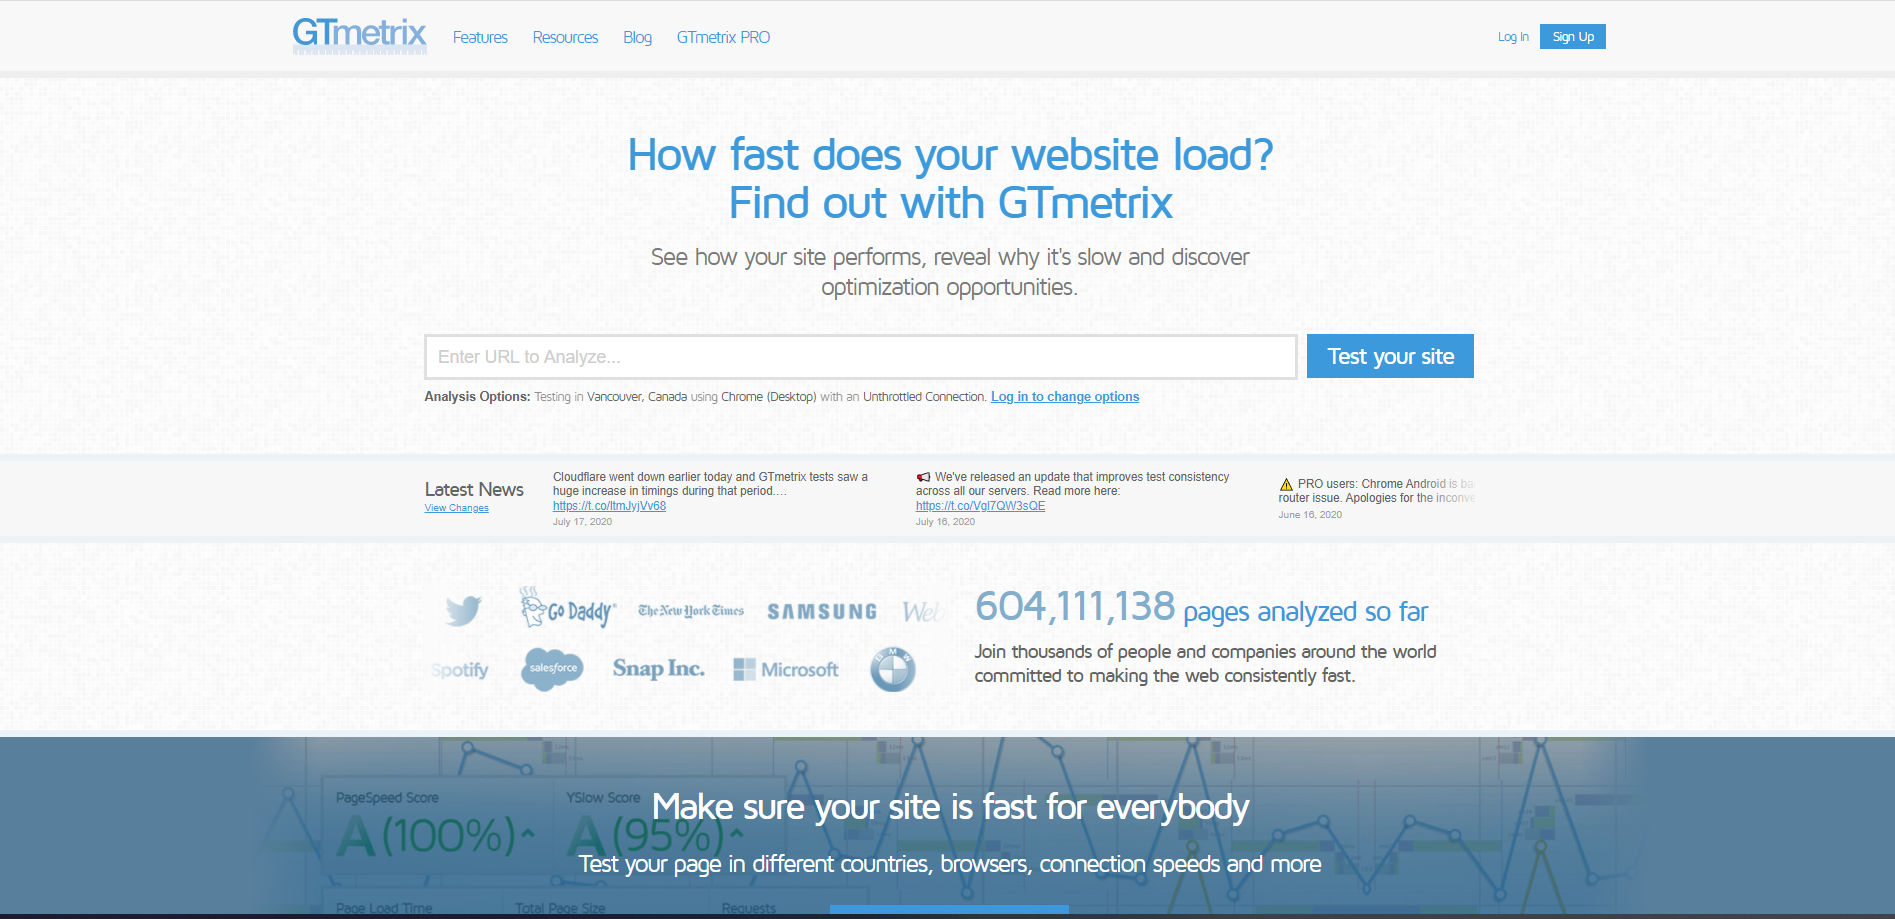 GTmetrix
Features Resources Blog GTmetrix PRO
Log In Sign Up
How fast does your website load?
Find out with GTmetrix
See how your site performs, reveal why it's slow and discover
optimization opportunities.
Enter URL to Analyze...
Test your site
Analysis Options: Testing in Vancouver, Canada using Chrome (Desktop) with an Unthrottled Connection. Log in to change options
Latest News
View Changes
Cloudflare went down earlier today and GTmetrix tests saw a
huge increase in timings during that period....
https://t.co/ltmJyjVv68
July 17, 2020
We've released an update that improves test consistency
across all our servers. Read more here:
https://t.co/Vgl7QW3sQE
July 16, 2020
PRO users: Chrome Android is ba
router issue. Apologies for the inconve
June 16, 2020
Go Daddy The New York Times SAMSUNG Web
Spotify salesforce Snap Inc. Microsoft BMW
604,111,138 pages analyzed so far
Join thousands of people and companies around the world
committed to making the web consistently fast.
PageSpeed Score YSlow Score
A (100%) A (95%)
Make sure your site is fast for everybody
Test your page in different countries, browsers, connection speeds and more
Page Load Time Total Page Size Requests